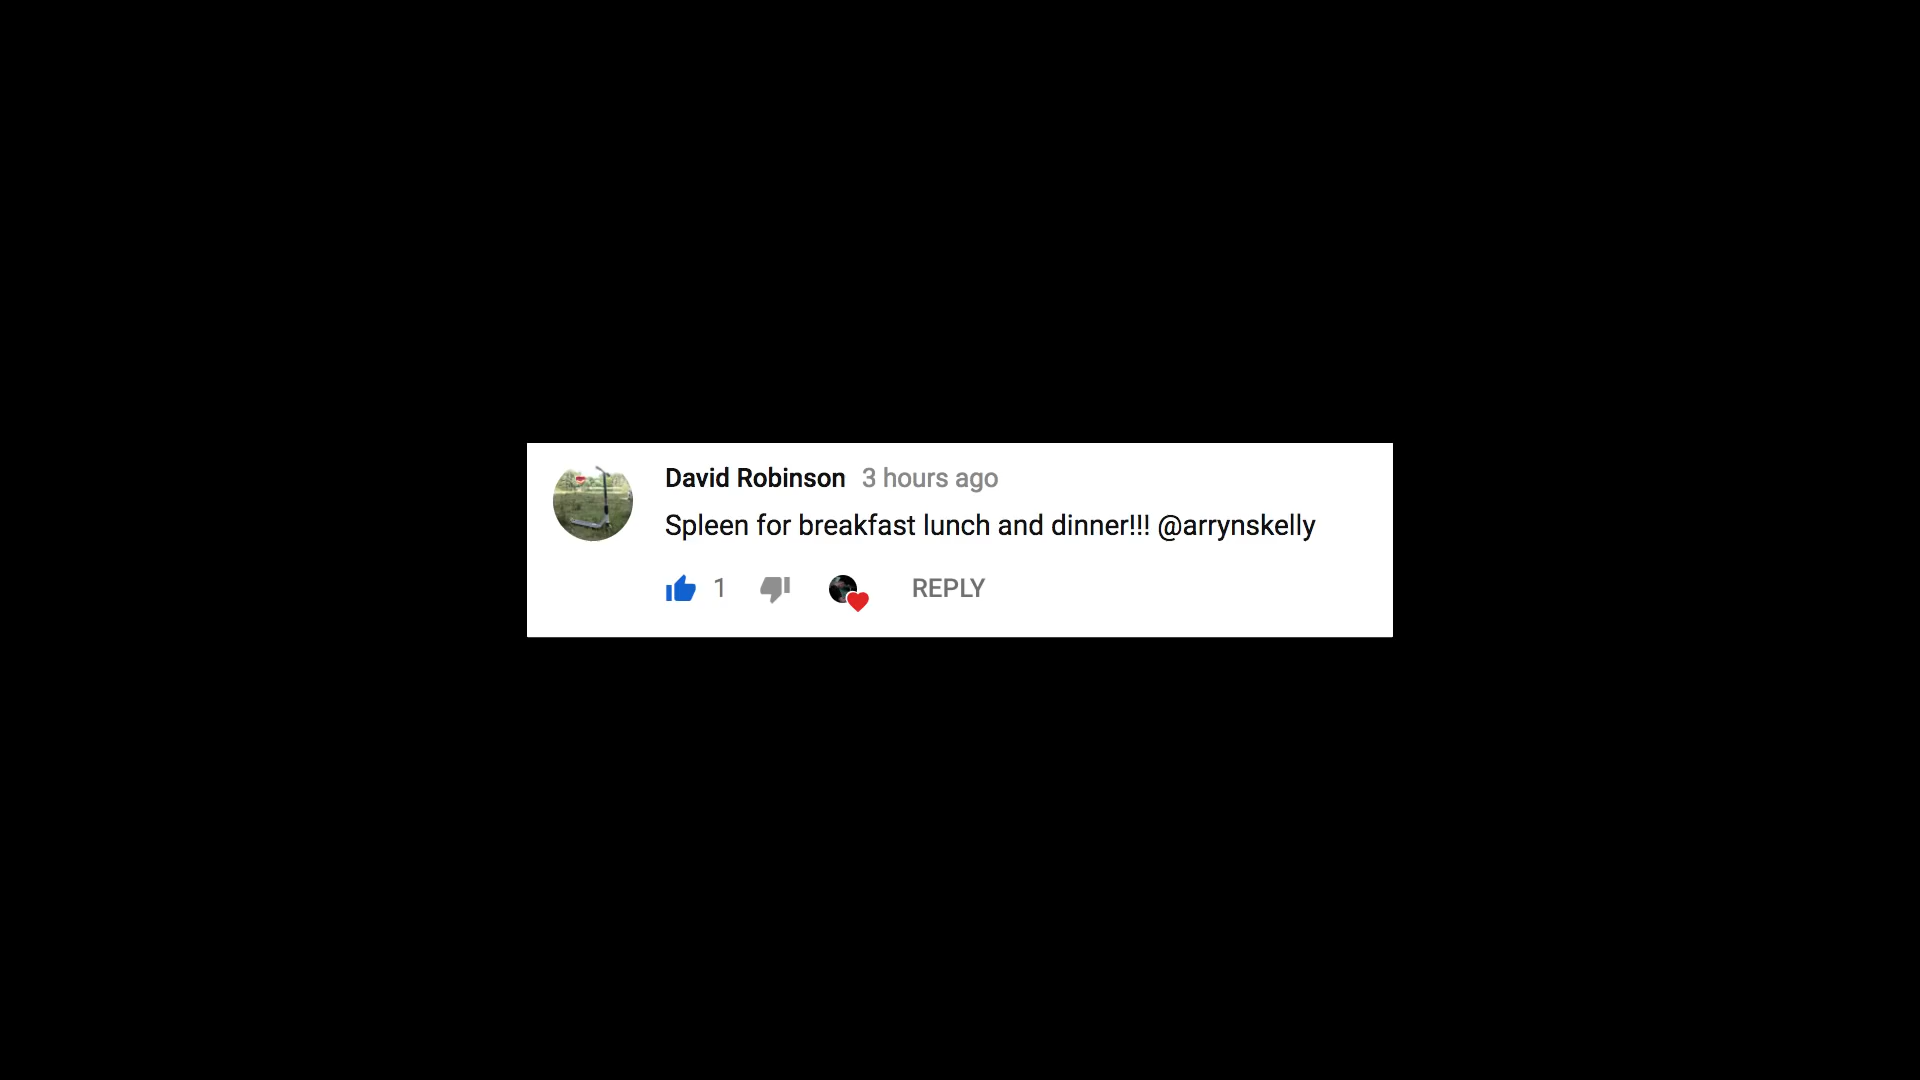 David Robinson 3 hours ago
Spleen for breakfast lunch and dinner!!! @arrynskelly
1 REPLY